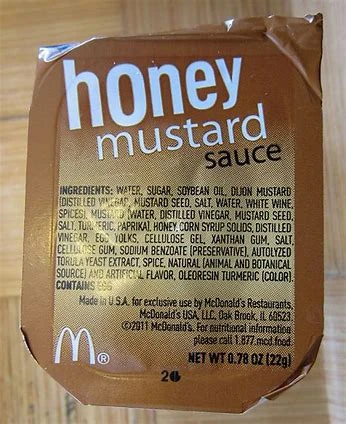 honey
mustard
sauce
INGREDIENTS: WATER, SUGAR, SOYBEAN OIL, DIJON MUSTARD
(DISTILLED VINEGAR, MUSTARD SEED, SALT, WATER, WHITE WINE,
SPICES), MUSTARD (WATER, DISTILLED VINEGAR, MUSTARD SEED,
SALT, TURMERIC, PAPRIKA), HONEY, CORN SYRUP SOLIDS, DISTILLED
VINEGAR, EGG YOLKS, CELLULOSE GEL, XANTHAN GUM, SALT,
CELLULOSE GUM, SODIUM BENZOATE (PRESERVATIVE), AUTOLYZED
TORULA YEAST EXTRACT, SPICE, NATURAL (ANIMAL AND BOTANICAL
SOURCE) AND ARTIFICIAL FLAVOR, OLEORESIN TURMERIC (COLOR).
CONTAINS EGG
Made in U.S.A. for exclusive use by McDonald's Restaurants,
McDonald's USA, LLC, Oak Brook, IL 60523
©2011 McDonald's. For nutritional information
please call 1.877.mcd.food
M®
NET WT 0.78 OZ (22g)
2